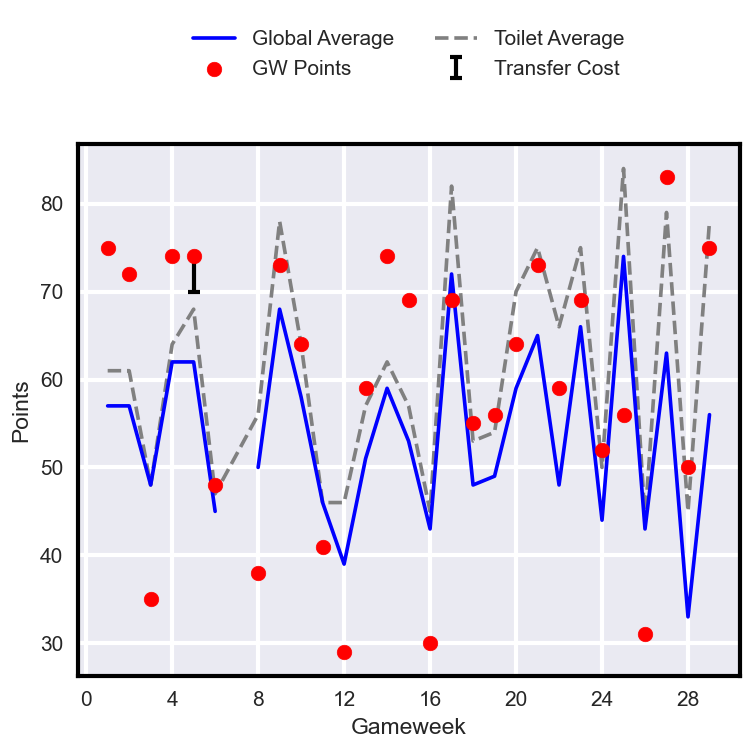 Global Average
Toilet Average
GW Points
Transfer Cost
Points
80
70
60
50
40
30
0 4 8 12 16 20 24 28
Gameweek